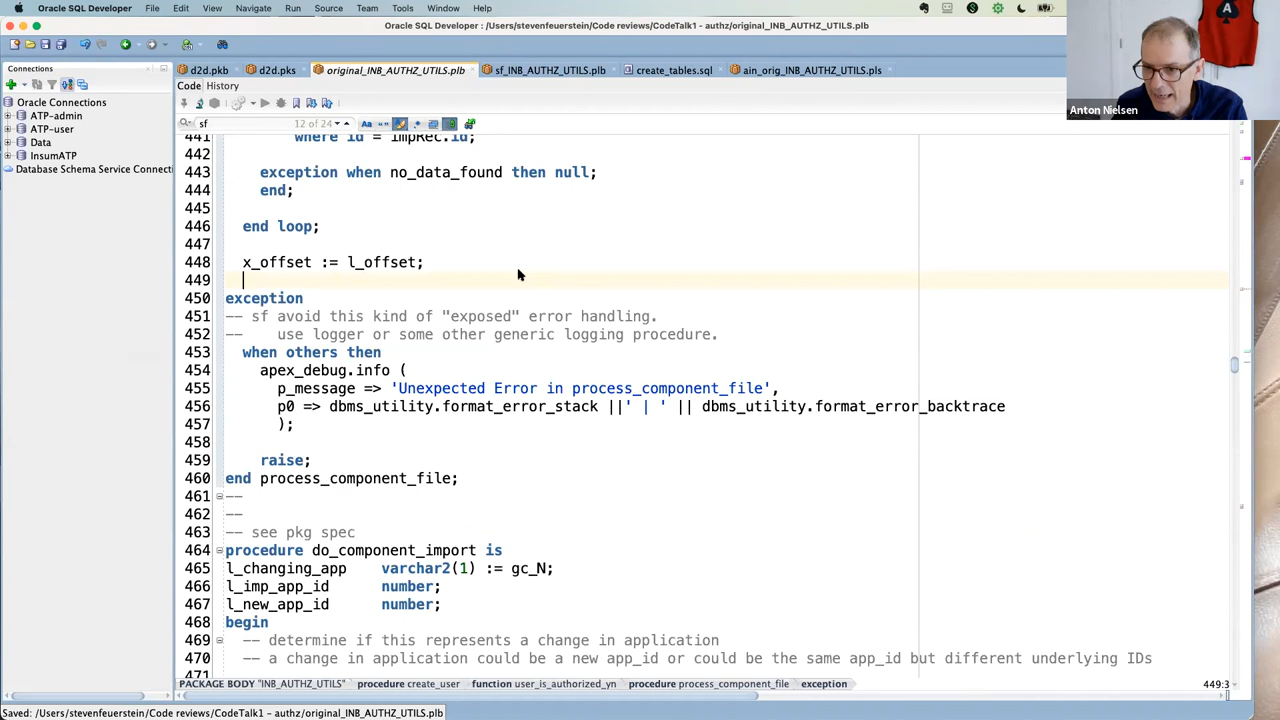 SQL Developer File Edit View Navigate Run Source Team Tools Window Help
Oracle SQL Developer : /Users/stevenfeuerstein/Code reviews/CodeTalk1 - authz/original_INB_AUTHZ_UTILS.plb
Connections
d2d.pkb
d2d.pks
original_INB_AUTHZ_UTILS.plb
sf_INB_AUTHZ_UTILS.plb
create_tables.sql
ain_orig_INB_AUTHZ_UTILS.pls
Code History
Oracle Connections
ATP-admin
ATP-user
Data
InsumATP
Database Schema Service Connecti
sf 12 of 24 Aa
441 where id = impRec.id;
442
443 exception when no_data_found then null;
444 end;
445
446 end loop;
447
448 x_offset := l_offset;
449
450 exception
451 -- sf avoid this kind of "exposed" error handling.
452 -- use logger or some other generic logging procedure.
453 when others then
454 apex_debug.info (
455 p_message => 'Unexpected Error in process_component_file',
456 p0 => dbms_utility.format_error_stack ||' | ' || dbms_utility.format_error_backtrace
457 );
458
459 raise;
460 end process_component_file;
461 --
462 --
463 -- see pkg spec
464 procedure do_component_import is
465 l_changing_app varchar2(1) := gc_N;
466 l_imp_app_id number;
467 l_new_app_id number;
468 begin
469 -- determine if this represents a change in application
470 -- a change in application could be a new app_id or could be the same app_id but different underlying IDs
471
PACKAGE BODY "INB_AUTHZ_UTILS" procedure create_user function user_is_authorized_yn procedure process_component_file exception 449:3
Saved: /Users/stevenfeuerstein/Code reviews/CodeTalk1 - authz/original_INB_AUTHZ_UTILS.plb
Anton Nielsen
A